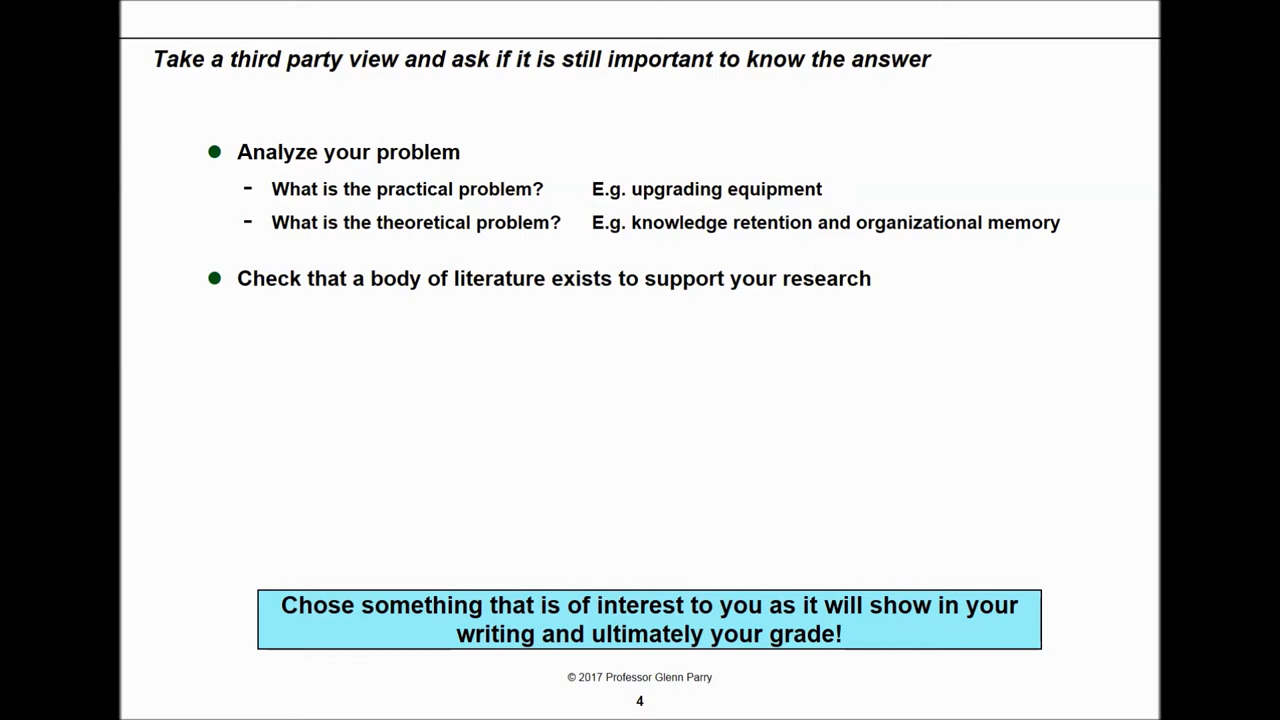 Take a third party view and ask if it is still important to know the answer
Analyze your problem
- What is the practical problem? E.g. upgrading equipment
- What is the theoretical problem? E.g. knowledge retention and organizational memory
Check that a body of literature exists to support your research
Chose something that is of interest to you as it will show in your
writing and ultimately your grade!
© 2017 Professor Glenn Parry
4